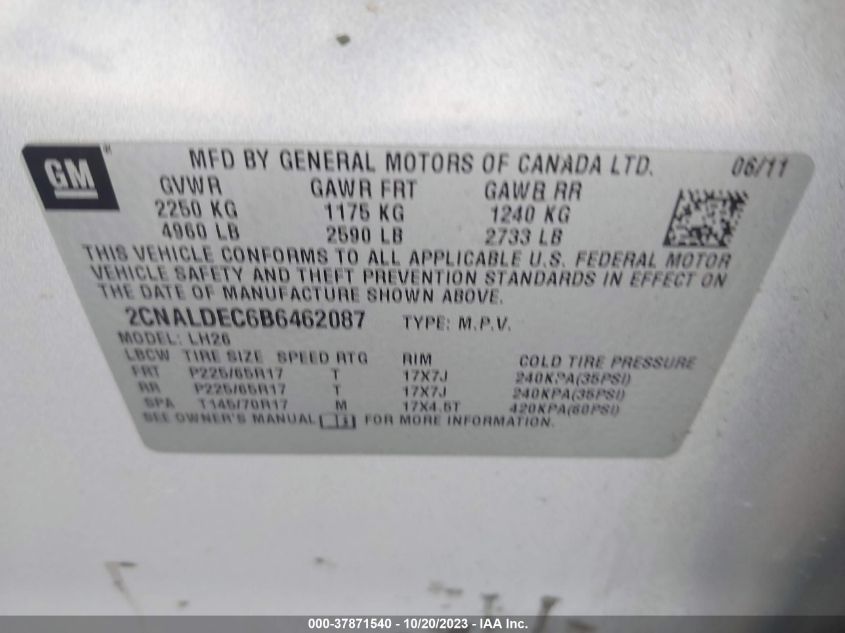 GM ®
MFD BY GENERAL MOTORS OF CANADA LTD. 06/11
GVWR GAWR FRT GAWR RR
2250 KG 1175 KG 1240 KG
4960 LB 2590 LB 2733 LB
THIS VEHICLE CONFORMS TO ALL APPLICABLE U.S. FEDERAL MOTOR
VEHICLE SAFETY AND THEFT PREVENTION STANDARDS IN EFFECT ON
THE DATE OF MANUFACTURE SHOWN ABOVE.
2CNALDEC6B6462087 TYPE: M.P.V.
MODEL: LH26
LBCW TIRE SIZE SPEED RTG RIM COLD TIRE PRESSURE
FRT P225/65R17 T 17X7J 240KPA(35PSI)
RR P225/65R17 T 17X7J 240KPA(35PSI)
SPA T145/70R17 M 17X4.5T 420KPA(60PSI)
SEE OWNER'S MANUAL FOR MORE INFORMATION.
000-37871540 - 10/20/2023 - IAA Inc.